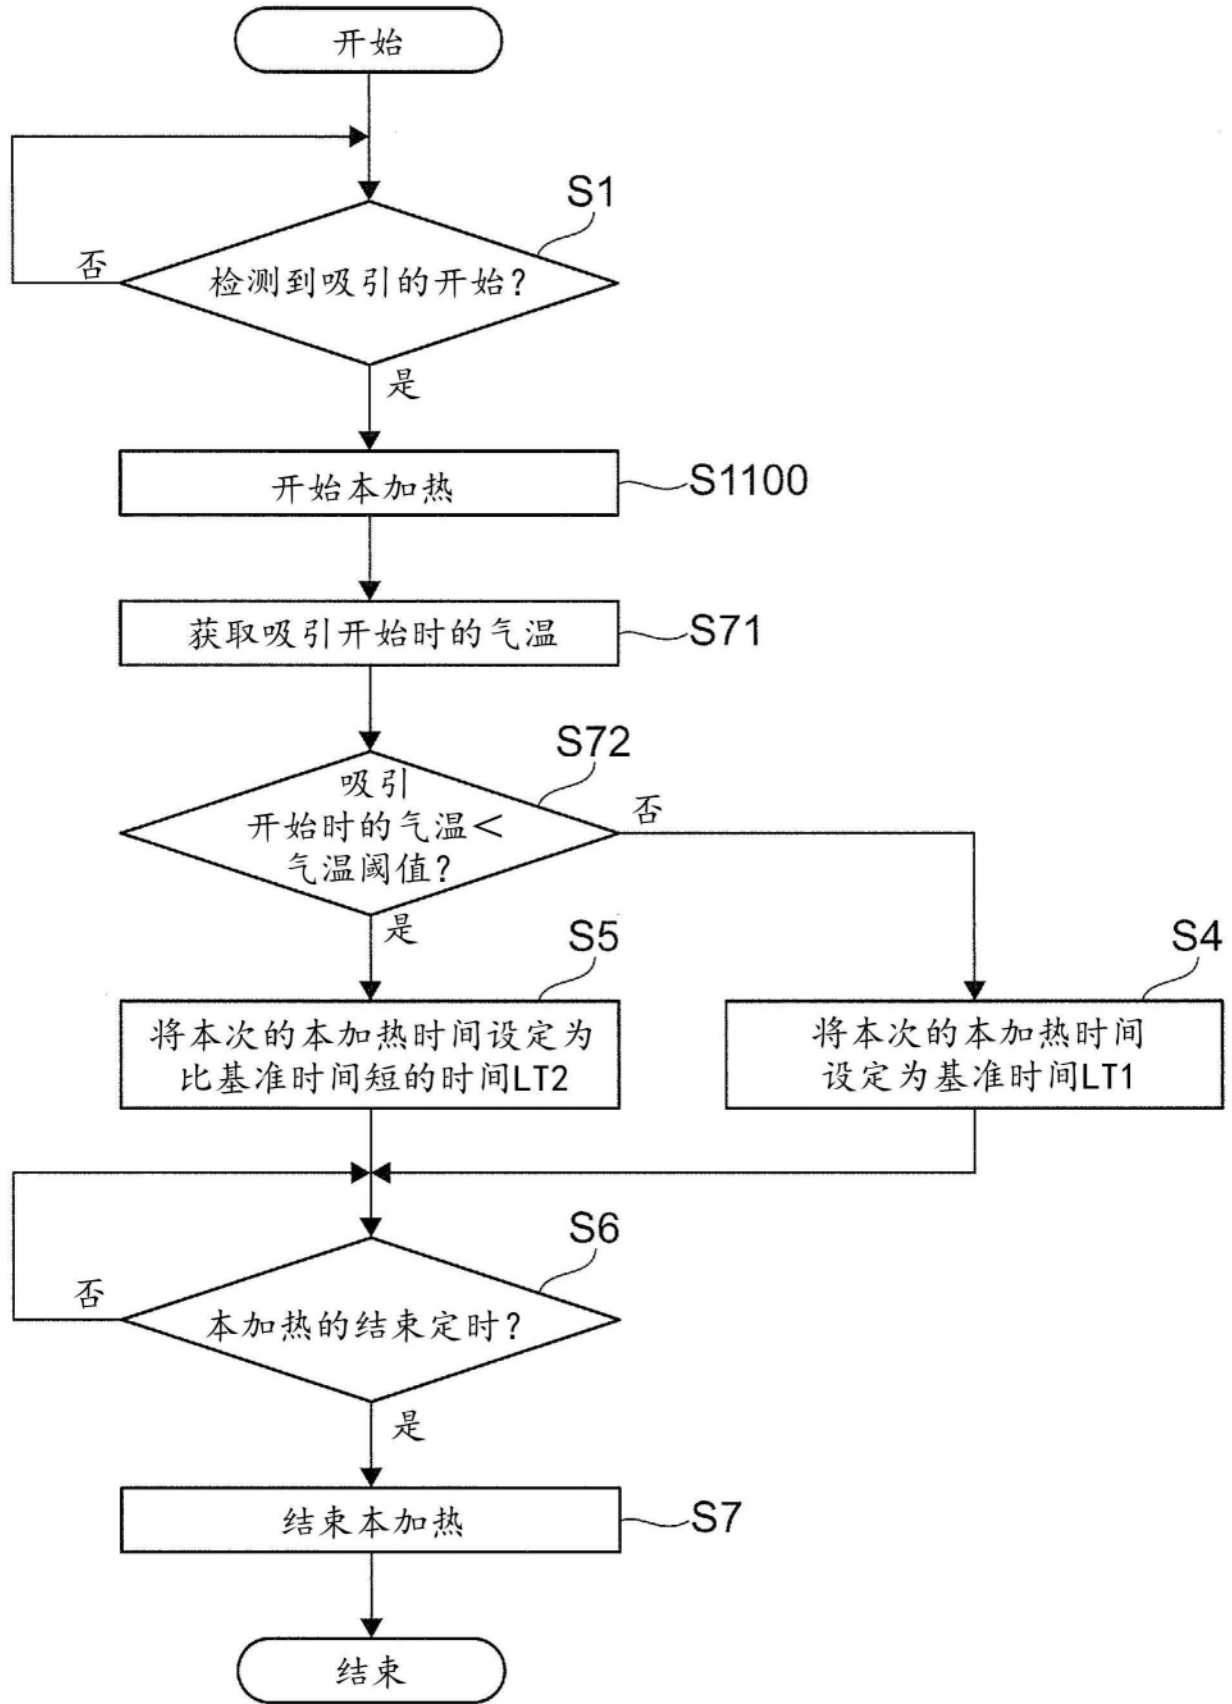 开始
S1
否
检测到吸引的开始?
是
开始本加热
S1100
获取吸引开始时的气温
S71
S72
吸引
开始时的气温<
气温阈值?
否
是
S5
S4
将本次的本加热时间设定为
比基准时间短的时间LT2
将本次的本加热时间
设定为基准时间LT1
S6
否
本加热的结束定时?
是
结束本加热
S7
结束